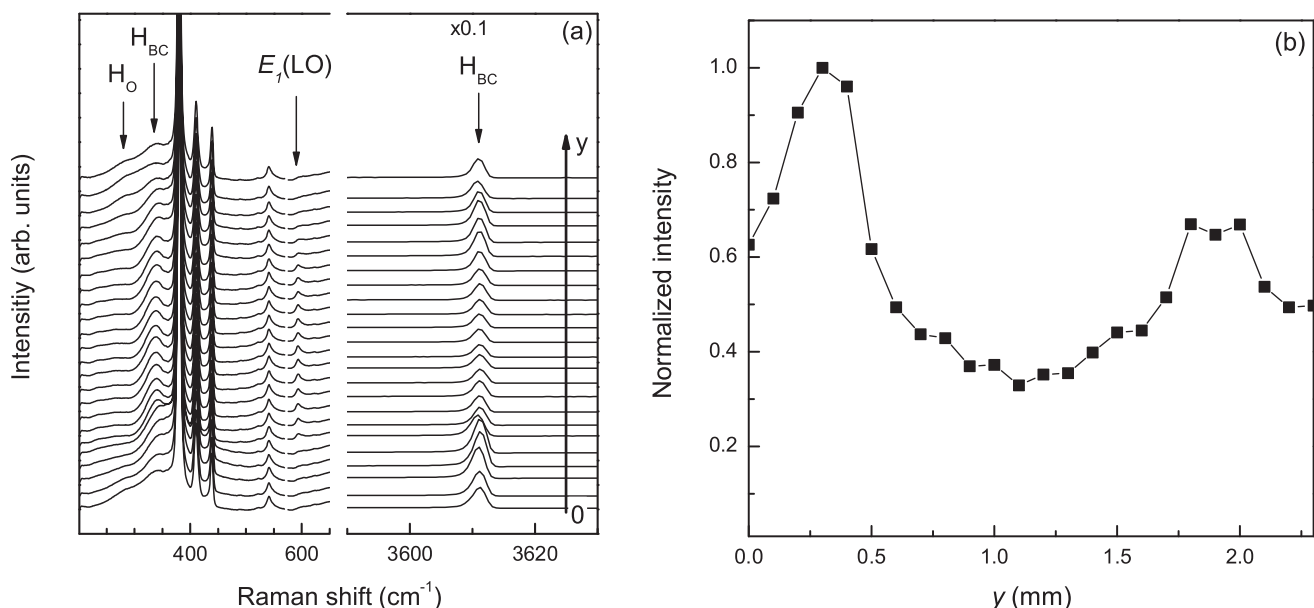 (a)
x0.1
H_BC
H_O
E_1(LO)
H_BC
y
0
Intensitiy (arb. units)
400
600
3600
3620
Raman shift (cm^-1)
(b)
1.0
0.8
0.6
0.4
0.2
Normalized intensity
0.0
0.5
1.0
1.5
2.0
y (mm)